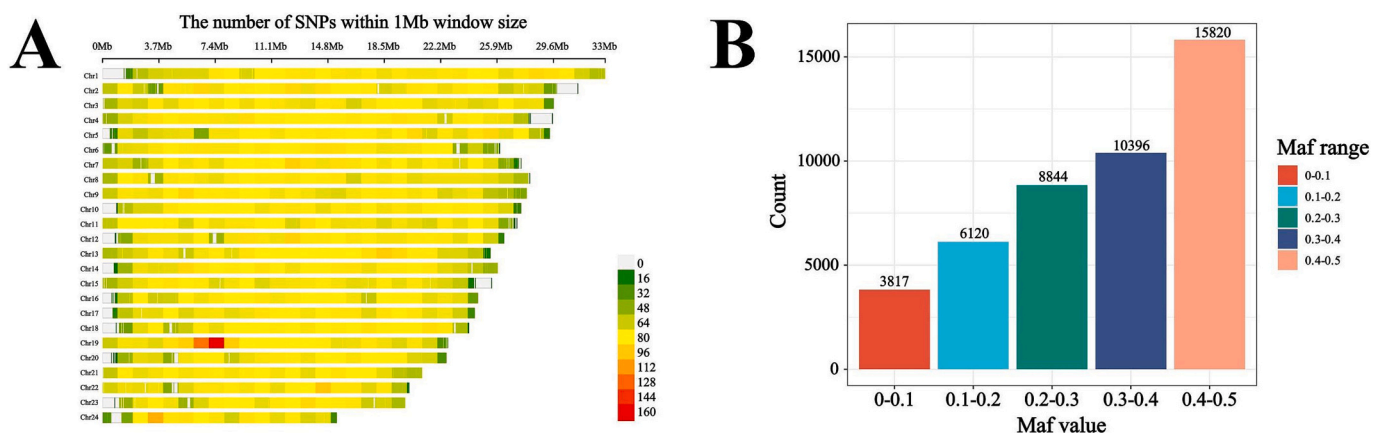 A
The number of SNPs within 1Mb window size
0Mb 3.7Mb 7.4Mb 11.1Mb 14.8Mb 18.5Mb 22.2Mb 25.9Mb 29.6Mb 33Mb
Chr1
Chr2
Chr3
Chr4
Chr5
Chr6
Chr7
Chr8
Chr9
Chr10
Chr11
Chr12
Chr13
Chr14
Chr15
Chr16
Chr17
Chr18
Chr19
Chr20
Chr21
Chr22
Chr23
Chr24
0
16
32
48
64
80
96
112
128
144
160
B
Count
15000
10000
5000
0
3817
6120
8844
10396
15820
0-0.1 0.1-0.2 0.2-0.3 0.3-0.4 0.4-0.5
Maf value
Maf range
0-0.1
0.1-0.2
0.2-0.3
0.3-0.4
0.4-0.5